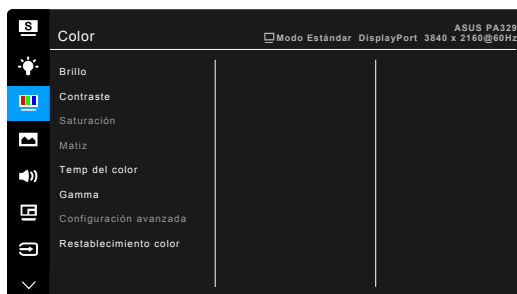 S
Color
ASUS PA329
Modo Estándar DisplayPort 3840 x 2160@60Hz
Brillo
Contraste
Saturación
Matiz
Temp del color
Gamma
Configuración avanzada
Restablecimiento color